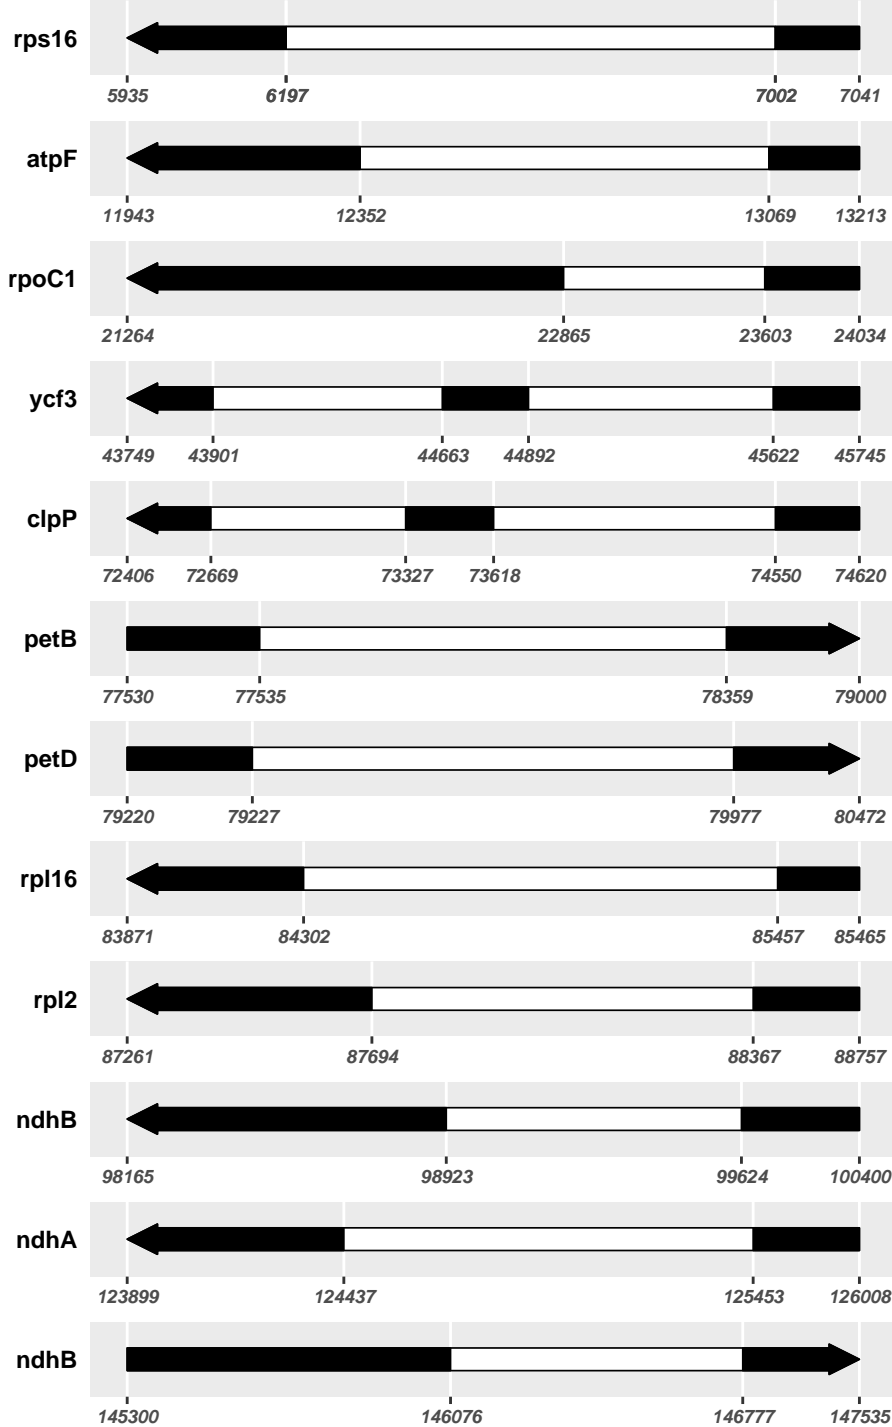 rps16
5935 6197 7002 7041
atpF
11943 12352 13069 13213
rpoC1
21264 22865 23603 24034
ycf3
43749 43901 44663 44892 45622 45745
clpP
72406 72669 73327 73618 74550 74620
petB
77530 77535 78359 79000
petD
79220 79227 79977 80472
rpl16
83871 84302 85457 85465
rpl2
87261 87694 88367 88757
ndhB
98165 98923 99624 100400
ndhA
123899 124437 125453 126008
ndhB
145300 146076 146777 147535